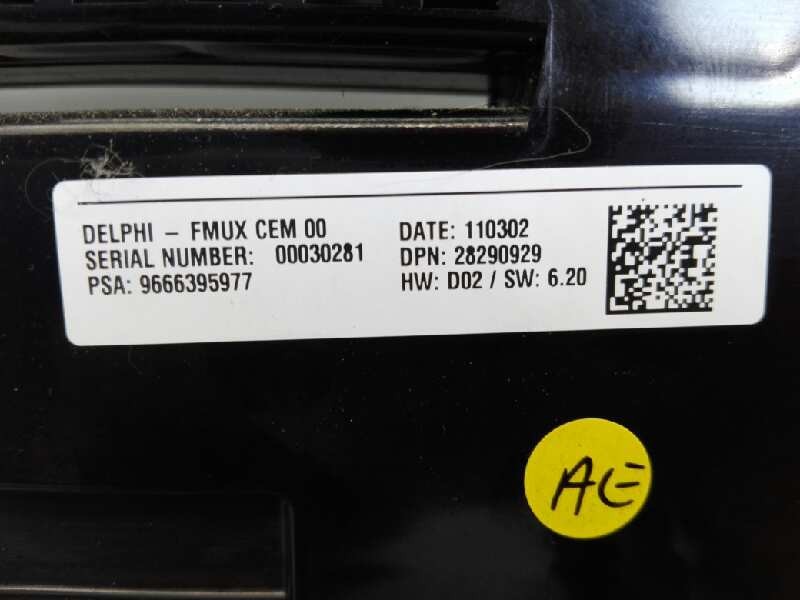 DELPHI – FMUX CEM 00
SERIAL NUMBER: 00030281
PSA: 9666395977
DATE: 110302
DPN: 28290929
HW: D02 / SW: 6.20
AE